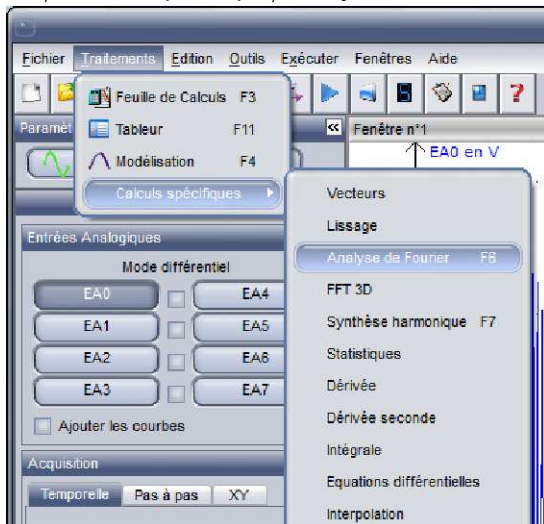 Fichier Traitements Edition Outils Exécuter Fenêtres Aide
Feuille de Calculs F3
Tableur F11
Modélisation F4
Calculs spécifiques
Paramèt
Fenêtre n°1
EA0 en V
Vecteurs
Lissage
Analyse de Fourier F6
FFT 3D
Synthèse harmonique F7
Statistiques
Dérivée
Dérivée seconde
Intégrale
Equations différentielles
Interpolation
Entrées Analogiques
Mode différentiel
EA0 EA4
EA1 EA5
EA2 EA6
EA3 EA7
Ajouter les courbes
Acquisition
Temporelle Pas à pas XY